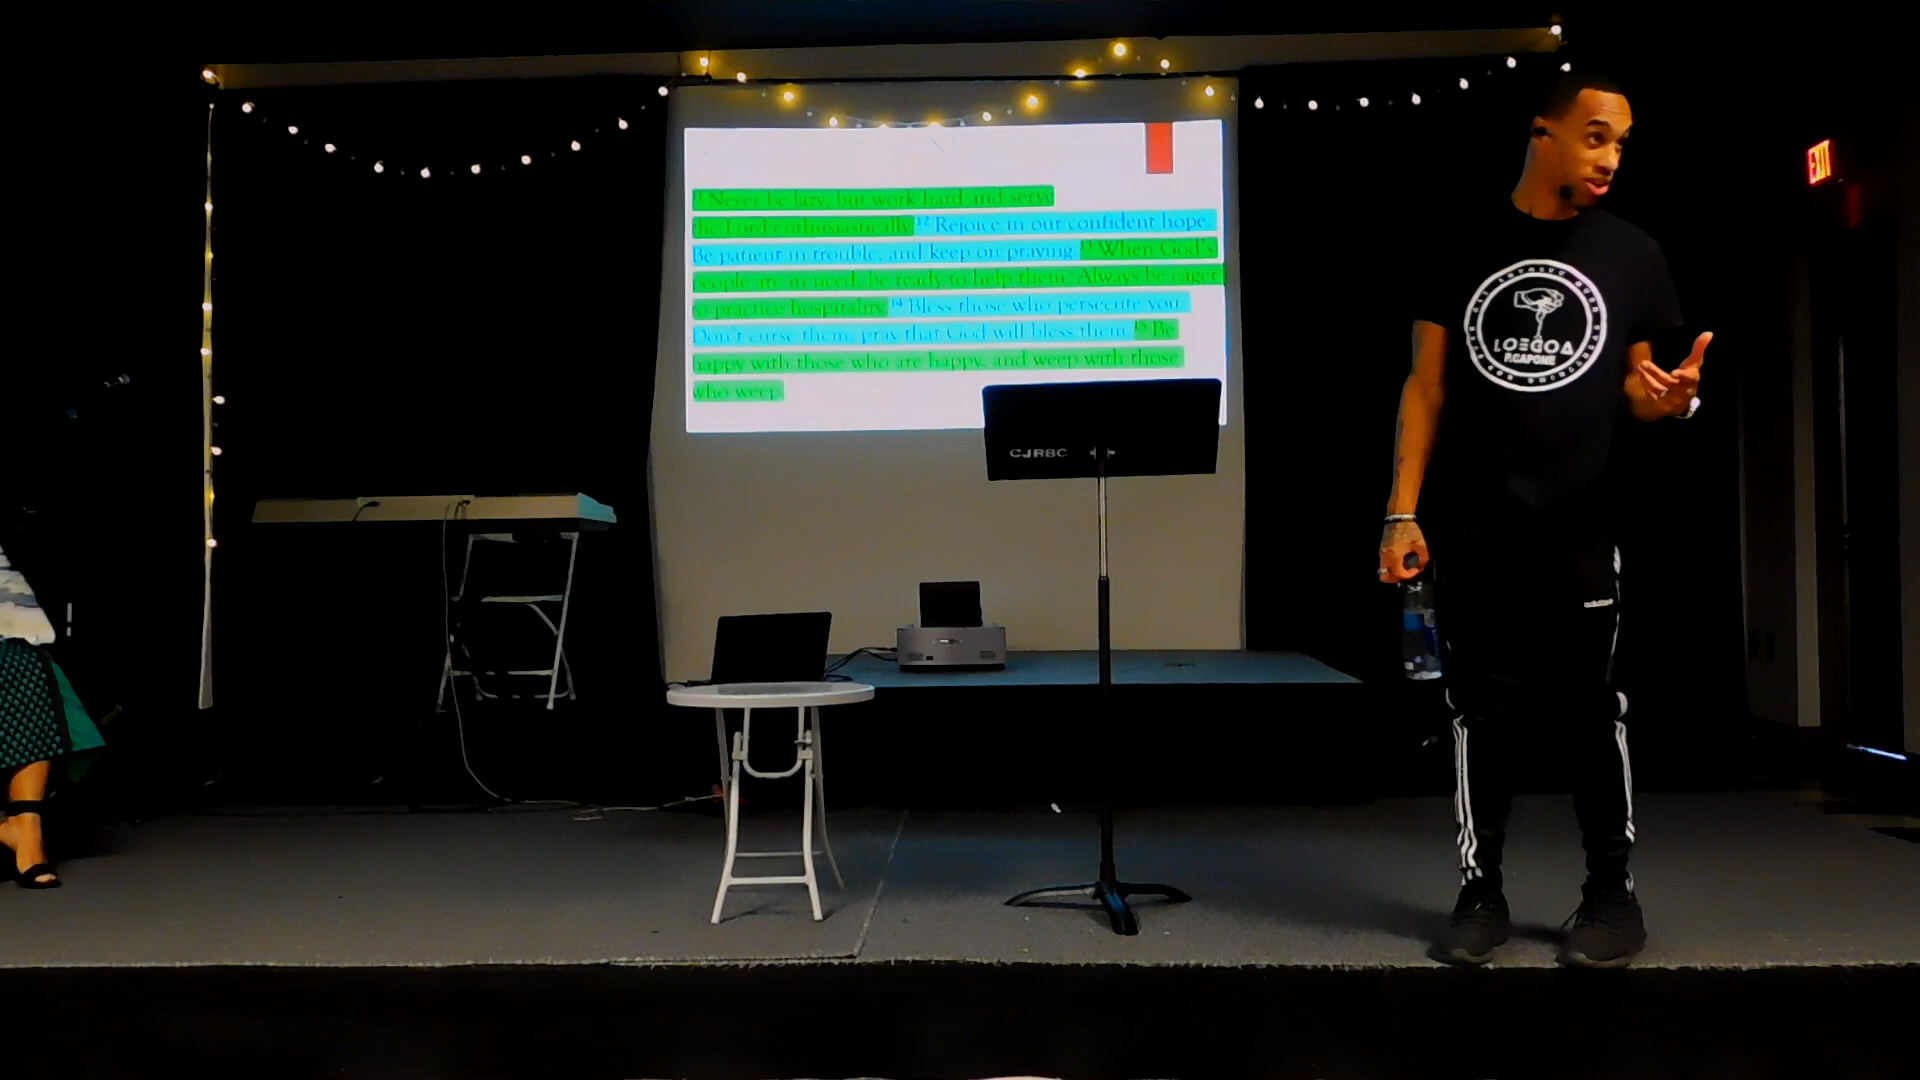 ¹¹ Never be lazy, but work hard and serve
the Lord enthusiastically. ¹² Rejoice in our confident hope.
Be patient in trouble, and keep on praying. ¹³ When God's
people are in need, be ready to help them. Always be eager
to practice hospitality. ¹⁴ Bless those who persecute you.
Don't curse them; pray that God will bless them. ¹⁵ Be
happy with those who are happy, and weep with those
who weep.
EXIT
LOEGOA
P.CAPONE
CJRBC
adidas